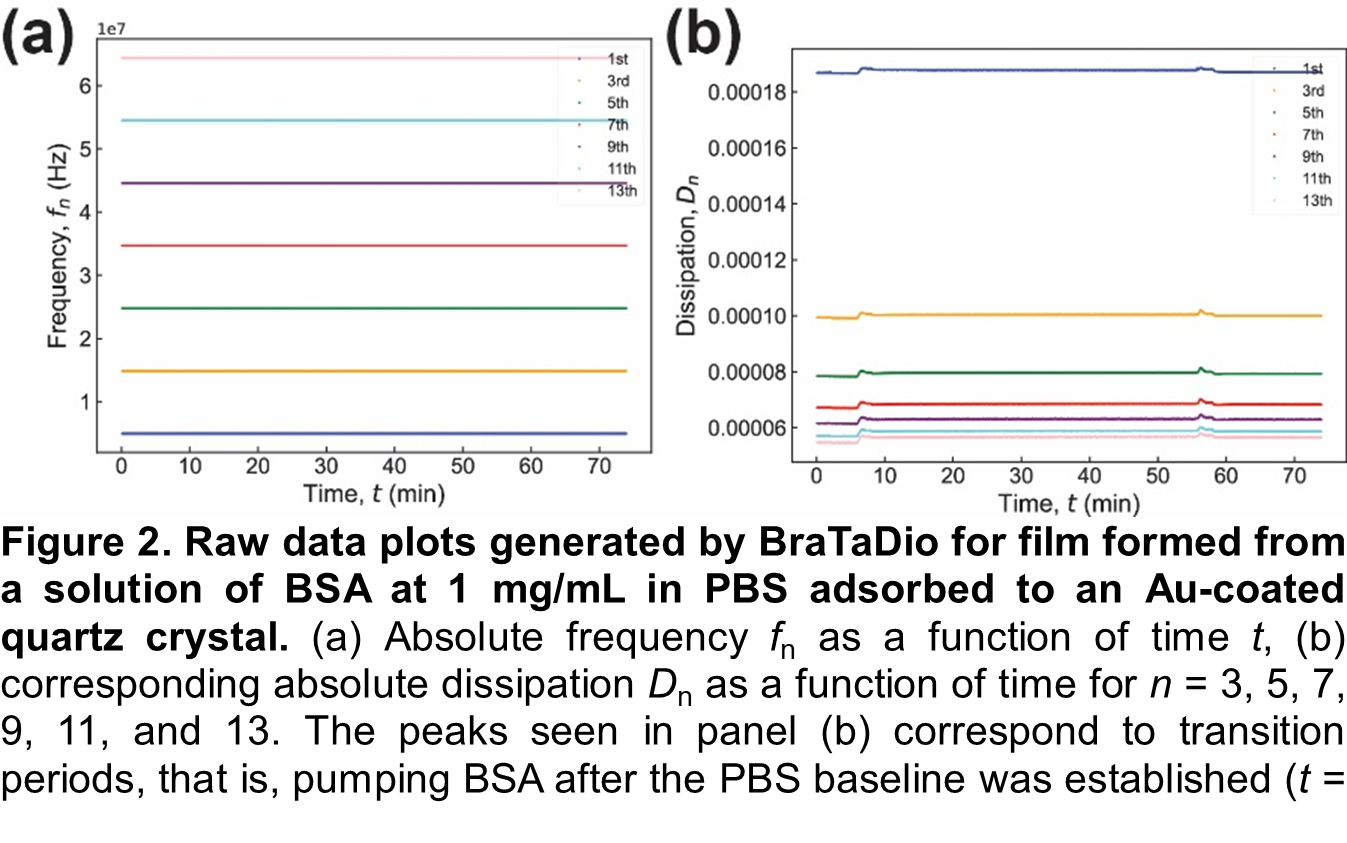 (a)
1e7
6
5
4
3
2
1
Frequency, fn (Hz)
0 10 20 30 40 50 60 70
Time, t (min)
1st
3rd
5th
7th
9th
11th
13th
(b)
0.00018
0.00016
0.00014
0.00012
0.00010
0.00008
0.00006
Dissipation, Dn
0 10 20 30 40 50 60 70
Time, t (min)
1st
3rd
5th
7th
9th
11th
13th
Figure 2. Raw data plots generated by BraTaDio for film formed from
a solution of BSA at 1 mg/mL in PBS adsorbed to an Au-coated
quartz crystal. (a) Absolute frequency fn as a function of time t, (b)
corresponding absolute dissipation Dn as a function of time for n = 3, 5, 7,
9, 11, and 13. The peaks seen in panel (b) correspond to transition
periods, that is, pumping BSA after the PBS baseline was established (t =